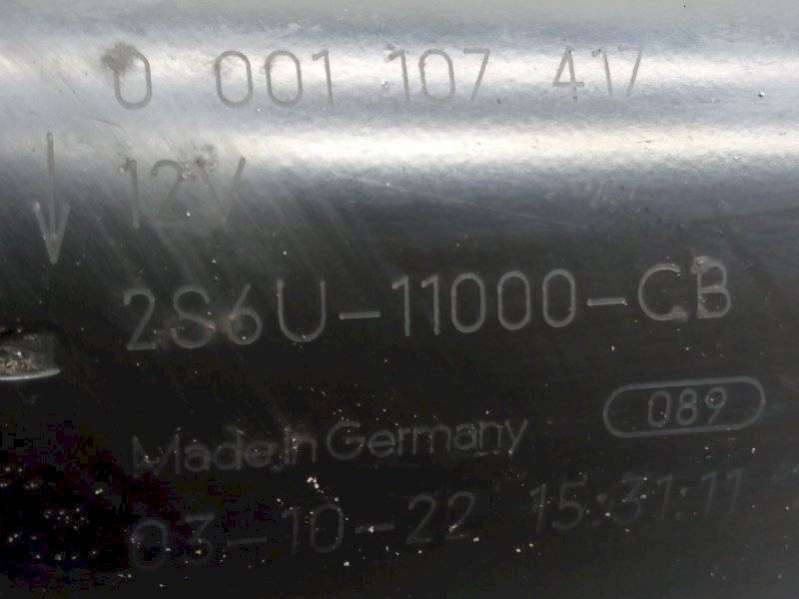 0 001 107 417
12V
2S6U-11000-CB
089
Made in Germany
03-10-22 15:31:11